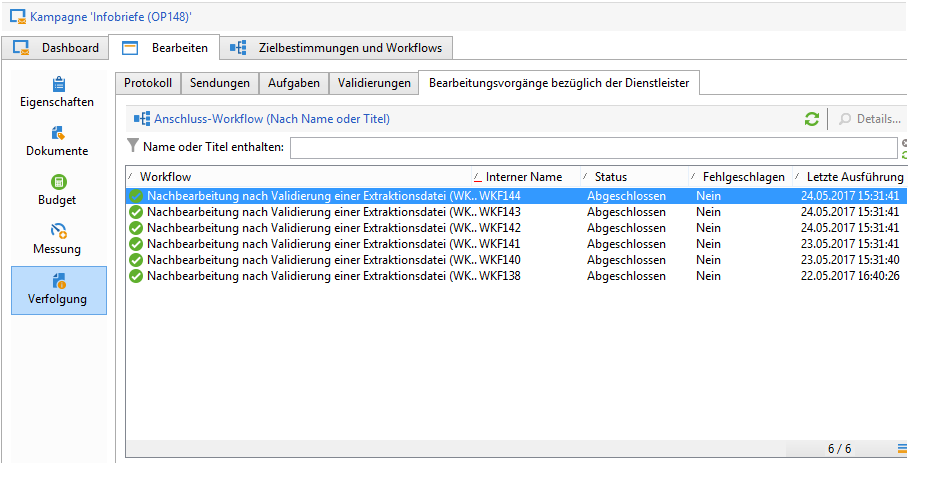 Kampagne 'Infobriefe (OP148)'
Dashboard Bearbeiten Zielbestimmungen und Workflows
Eigenschaften
Dokumente
Budget
Messung
Verfolgung
Protokoll Sendungen Aufgaben Validierungen Bearbeitungsvorgänge bezüglich der Dienstleister
Anschluss-Workflow (Nach Name oder Titel) Details...
Name oder Titel enthalten:
Workflow Interner Name Status Fehlgeschlagen Letzte Ausführung
Nachbearbeitung nach Validierung einer Extraktionsdatei (WK.. WKF144 Abgeschlossen Nein 24.05.2017 15:31:41
Nachbearbeitung nach Validierung einer Extraktionsdatei (WK.. WKF143 Abgeschlossen Nein 24.05.2017 15:31:41
Nachbearbeitung nach Validierung einer Extraktionsdatei (WK.. WKF142 Abgeschlossen Nein 24.05.2017 15:31:41
Nachbearbeitung nach Validierung einer Extraktionsdatei (WK.. WKF141 Abgeschlossen Nein 23.05.2017 15:31:41
Nachbearbeitung nach Validierung einer Extraktionsdatei (WK.. WKF140 Abgeschlossen Nein 23.05.2017 15:31:40
Nachbearbeitung nach Validierung einer Extraktionsdatei (WK.. WKF138 Abgeschlossen Nein 22.05.2017 16:40:26
6 / 6